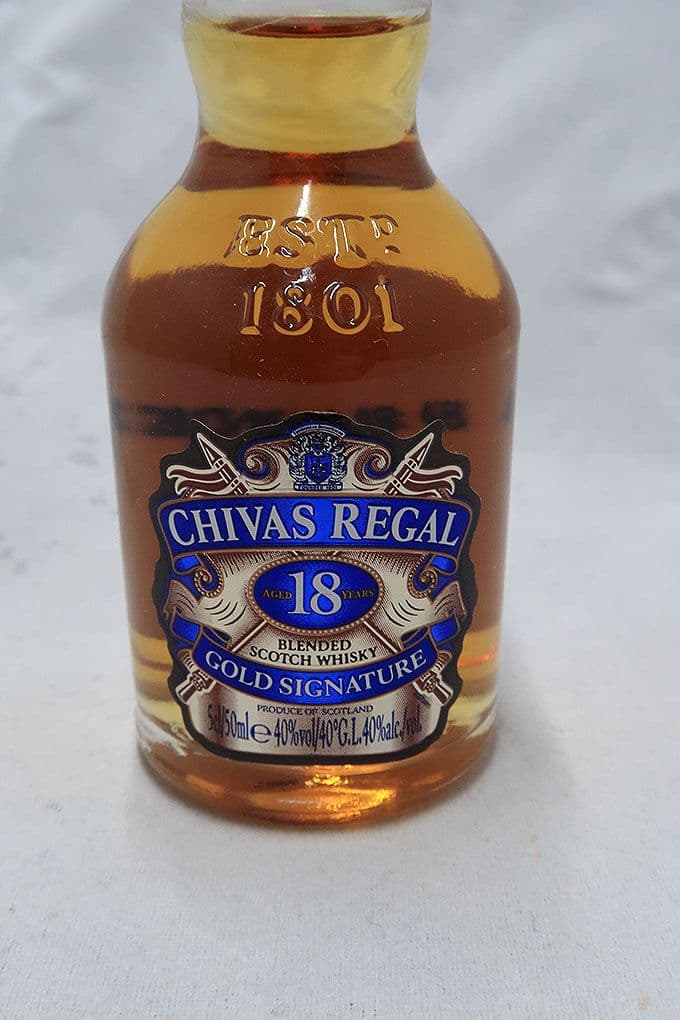 ESTD
1801
CHIVAS REGAL
AGED 18 YEARS
BLENDED
SCOTCH WHISKY
GOLD SIGNATURE
PRODUCE OF SCOTLAND
5cl/50ml e 40%vol/40°G.L.40%alc./vol.